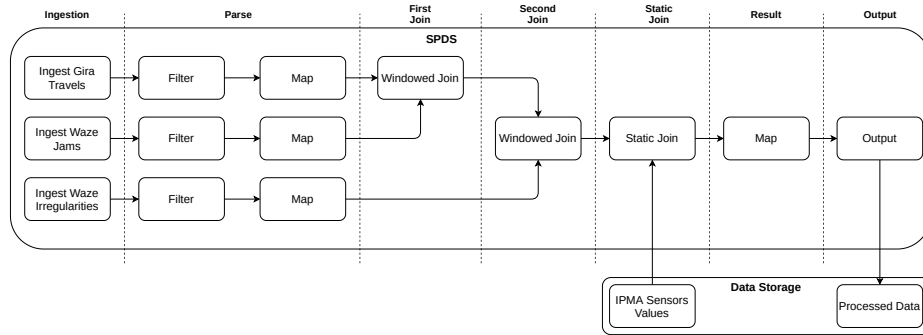 Ingestion
Parse
First
Join
Second
Join
Static
Join
Result
Output
SPDS
Ingest Gira
Travels
Filter
Map
Windowed Join
Ingest Waze
Jams
Filter
Map
Windowed Join
Static Join
Map
Output
Ingest Waze
Irregularities
Filter
Map
Data Storage
IPMA Sensors
Values
Processed Data